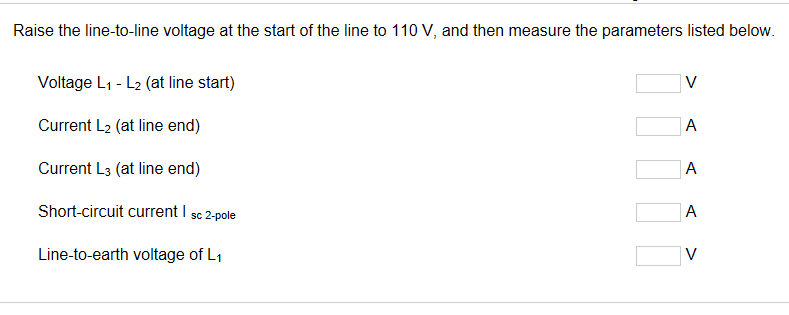 Raise the line-to-line voltage at the start of the line to 110 V, and then measure the parameters listed below.
Voltage L₁ - L₂ (at line start) V
Current L₂ (at line end) A
Current L₃ (at line end) A
Short-circuit current I sc 2-pole A
Line-to-earth voltage of L₁ V